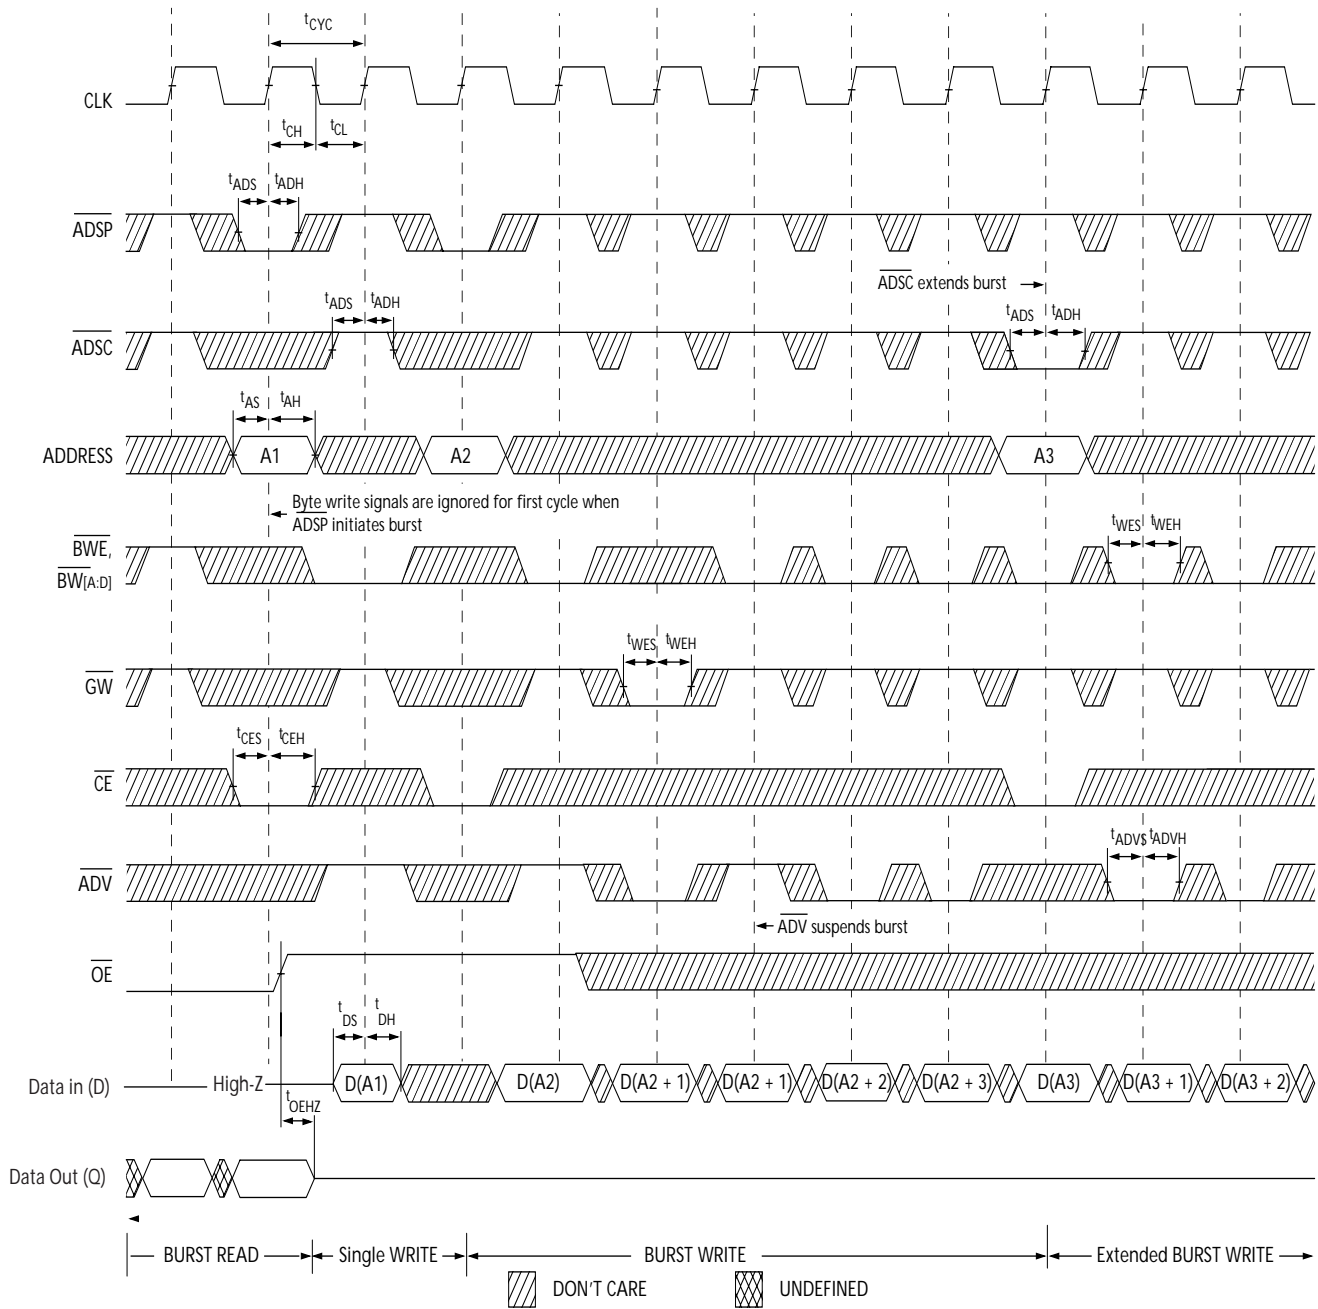 tCYC
CLK
tCH
tCL
tADS
tADH
ADSP
ADSC extends burst
tADS
tADH
tADS
tADH
ADSC
tAS
tAH
ADDRESS
A1
A2
A3
Byte write signals are ignored for first cycle when
ADSP initiates burst
BWE,
BW[A:D]
tWES
tWEH
tWES
tWEH
GW
tCES
tCEH
CE
tADVS
tADVH
ADV
ADV suspends burst
OE
tDS
tDH
Data in (D)
High-Z
D(A1)
D(A2)
D(A2 + 1)
D(A2 + 1)
D(A2 + 2)
D(A2 + 3)
D(A3)
D(A3 + 1)
D(A3 + 2)
tOEHZ
Data Out (Q)
BURST READ
Single WRITE
BURST WRITE
Extended BURST WRITE
DON'T CARE
UNDEFINED